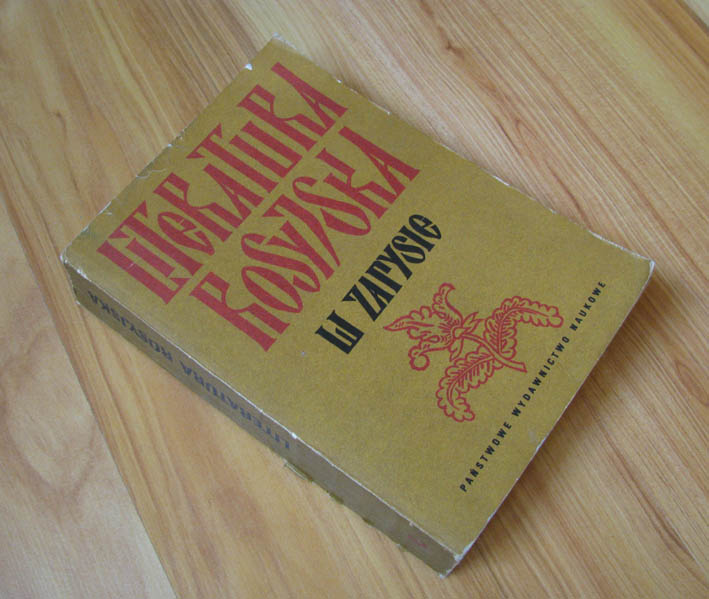 LITERATURA
ROSYJSKA
W ZARYSIE
PAŃSTWOWE WYDAWNICTWO NAUKOWE
LITERATURA ROSYJSKA